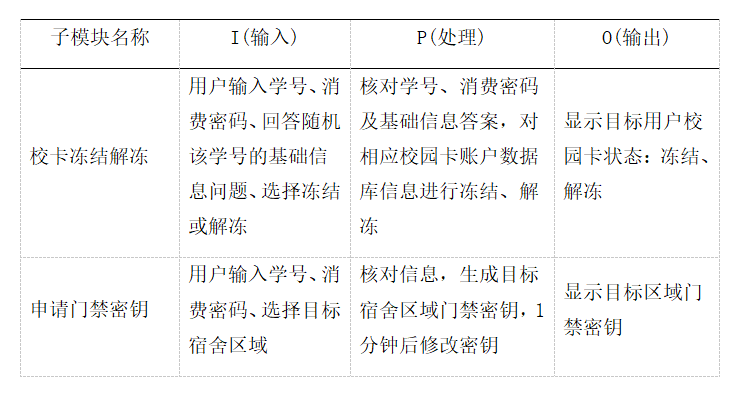 子模块名称
I(输入)
P(处理)
O(输出)
校卡冻结解冻
用户输入学号、消
费密码、回答随机
该学号的基础信
息问题、选择冻结
或解冻
核对学号、消费密码
及基础信息答案，对
相应校园卡账户数据
库信息进行冻结、解
冻
显示目标用户校
园卡状态：冻结、
解冻
申请门禁密钥
用户输入学号、消
费密码、选择目标
宿舍区域
核对信息，生成目标
宿舍区域门禁密钥，1
分钟后修改密钥
显示目标区域门
禁密钥